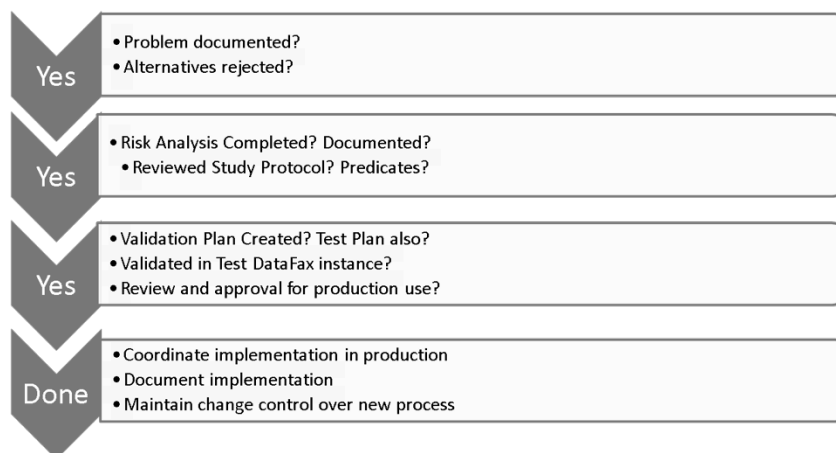 Yes
• Problem documented?
• Alternatives rejected?
Yes
• Risk Analysis Completed? Documented?
• Reviewed Study Protocol? Predicates?
Yes
• Validation Plan Created? Test Plan also?
• Validated in Test DataFax instance?
• Review and approval for production use?
Done
• Coordinate implementation in production
• Document implementation
• Maintain change control over new process